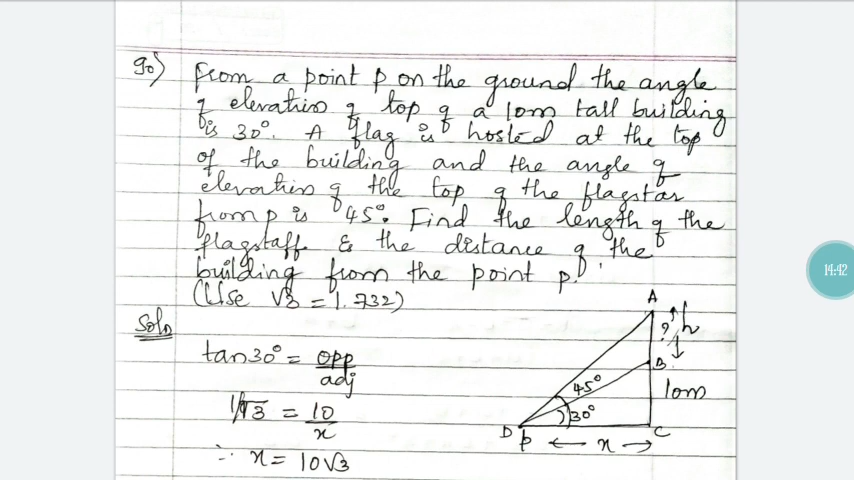 90)
From a point p on the ground the angle
of elevation of top of a 10m tall building
is 30°. A flag is hosted at the top
of the building and the angle of
elevation of the top of the flagstar
from p is 45°. Find the length of the
flagstaff & the distance of the
building from the point p.
(Use √3 = 1.732)
Soln
tan30° = opp
adj
1/√3 = 10
x
∴ x = 10√3
A
? h
B
45°
10m
30°
D p
x
C
14:42